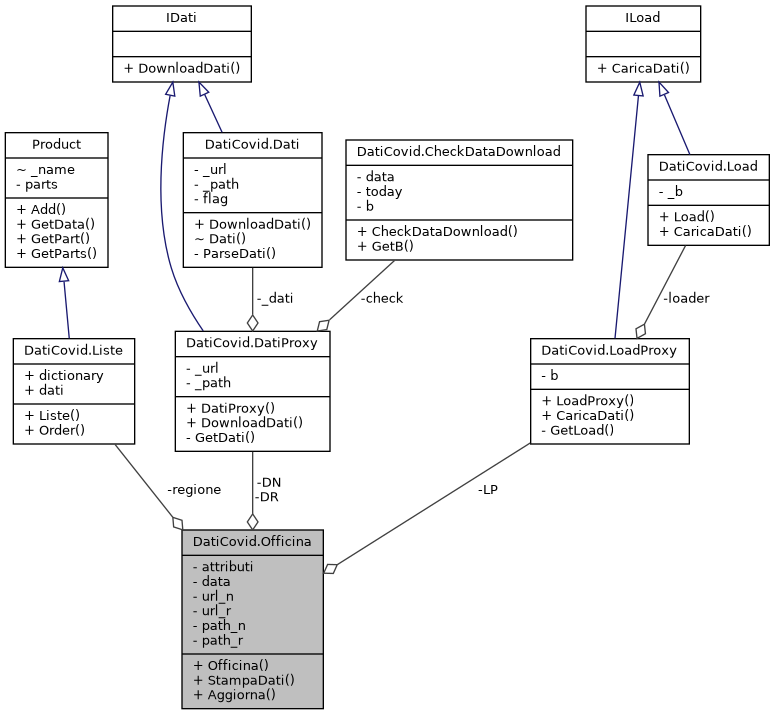 IDati
+ DownloadDati()
ILoad
+ CaricaDati()
Product
~ _name
- parts
+ Add()
+ GetData()
+ GetPart()
+ GetParts()
DatiCovid.Dati
- _url
- _path
- flag
+ DownloadDati()
~ Dati()
- ParseDati()
DatiCovid.CheckDataDownload
- data
- today
- b
+ CheckDataDownload()
+ GetB()
DatiCovid.Load
- _b
+ Load()
+ CaricaDati()
-_dati
-check
-loader
DatiCovid.Liste
+ dictionary
+ dati
+ Liste()
+ Order()
DatiCovid.DatiProxy
- _url
- _path
+ DatiProxy()
+ DownloadDati()
- GetDati()
DatiCovid.LoadProxy
- b
+ LoadProxy()
+ CaricaDati()
- GetLoad()
-regione
-DN
-DR
-LP
DatiCovid.Officina
- attributi
- data
- url_n
- url_r
- path_n
- path_r
+ Officina()
+ StampaDati()
+ Aggiorna()